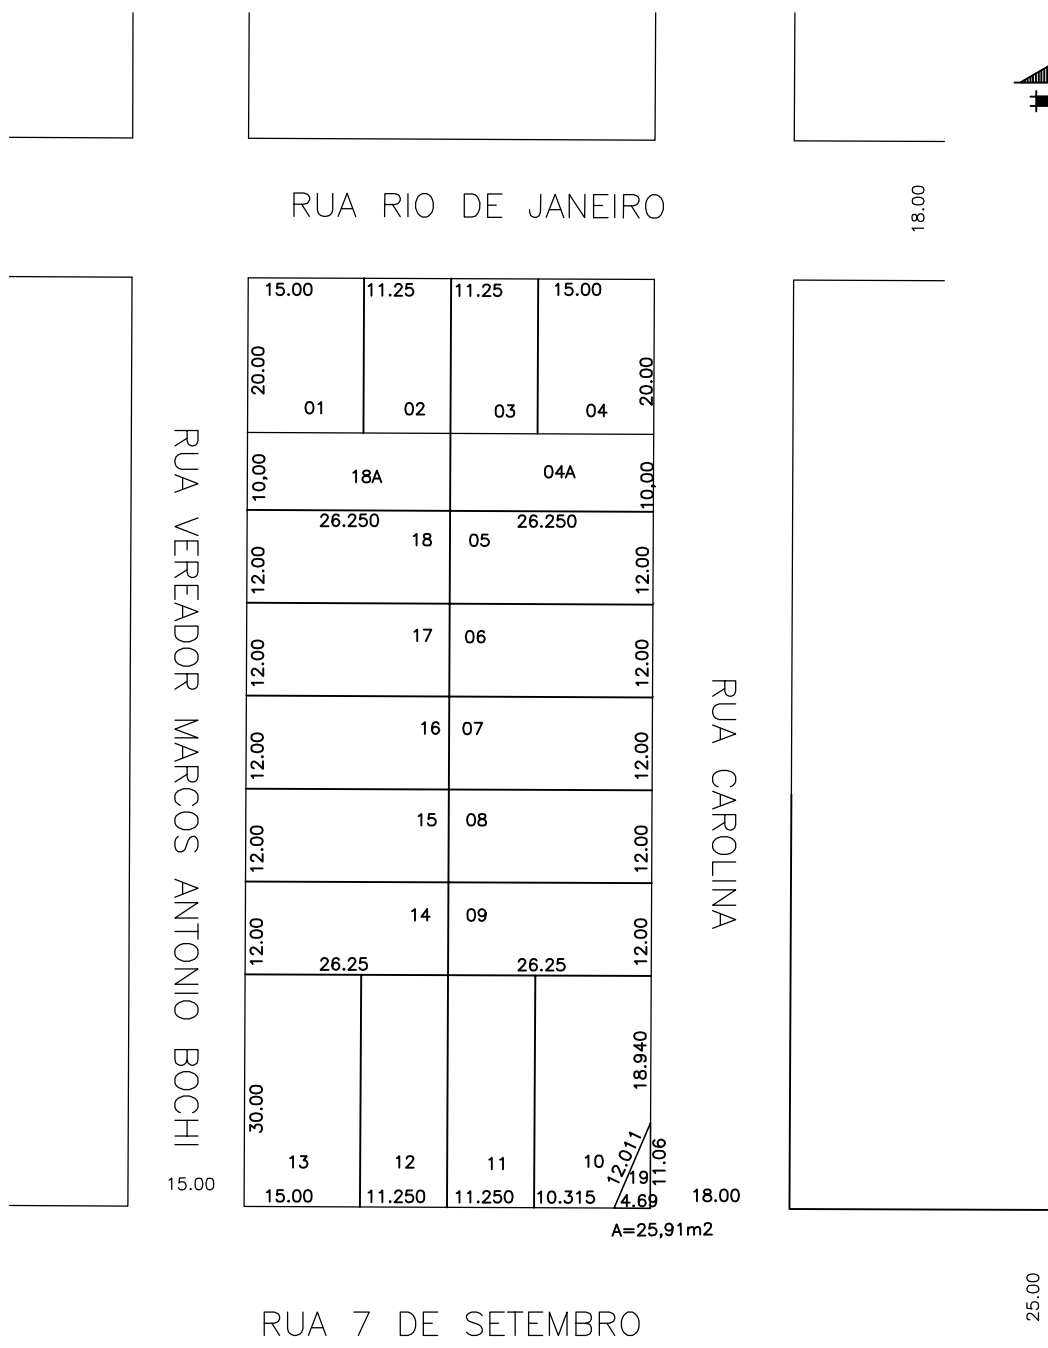 RUA RIO DE JANEIRO
18.00
15.00 11.25 11.25 15.00
20.00 20.00
01 02 03 04
10,00 18A 04A 10,00
26.250 26.250
12.00 18 05 12.00
12.00 17 06 12.00
12.00 16 07 12.00
12.00 15 08 12.00
12.00 14 09 12.00
26.25 26.25
30.00 18.940
13 12 11 10 12.011 19 11.06
15.00 11.250 11.250 10.315 4.69
A=25,91m2
15.00
18.00
RUA VEREADOR MARCOS ANTONIO BOCHI
RUA CAROLINA
25.00
RUA 7 DE SETEMBRO